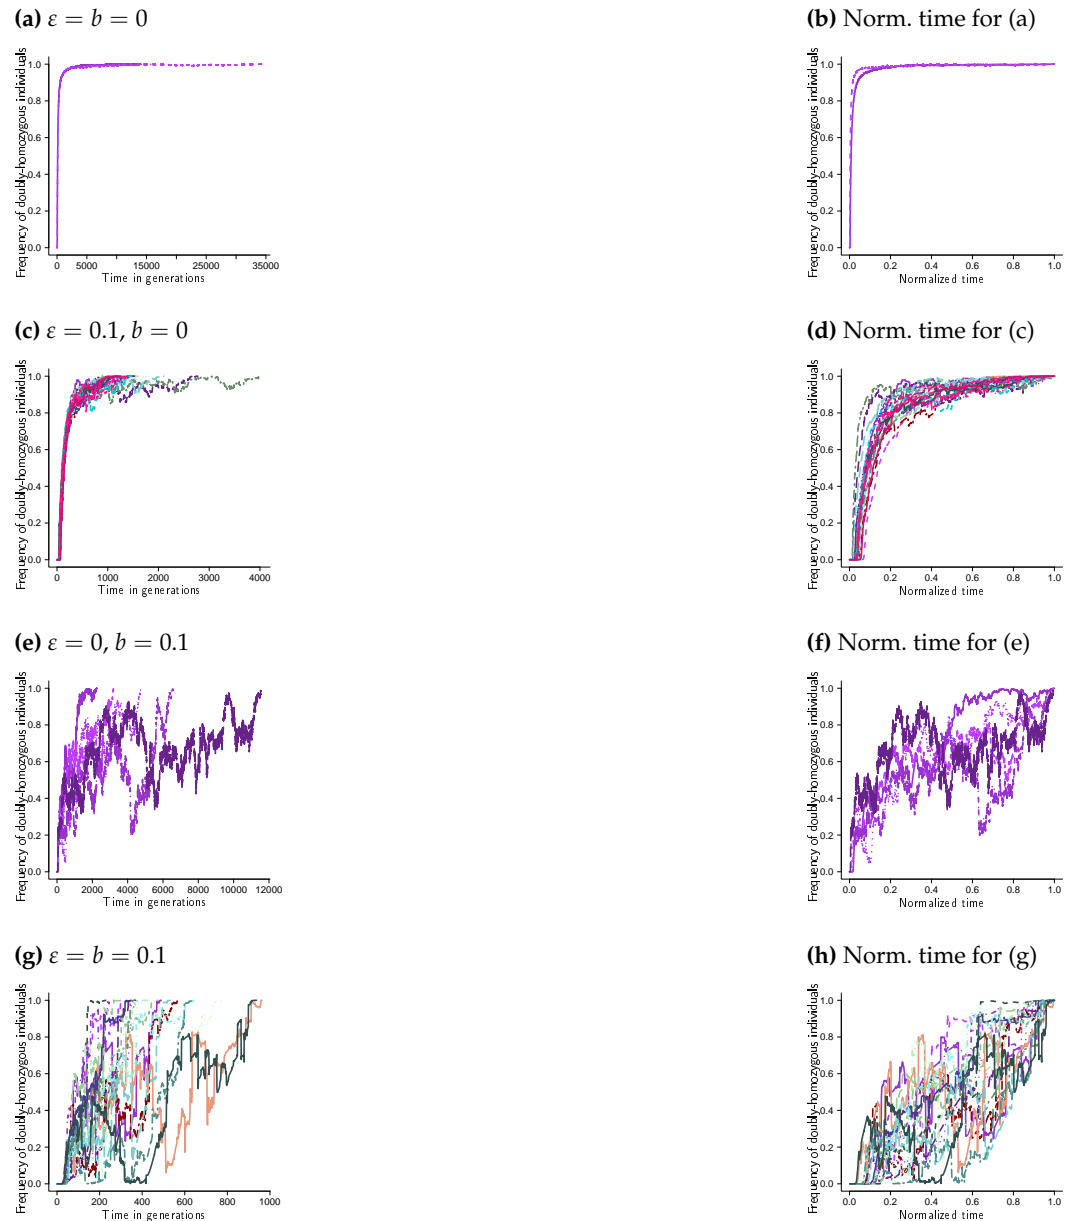 (a) ε = b = 0
(b) Norm. time for (a)
Frequency of doubly-homozygous individuals
1.0
0.8
0.6
0.4
0.2
0.0
0 5000 15000 25000 35000
Time in generations
Frequency of doubly-homozygous individuals
1.0
0.8
0.6
0.4
0.2
0.0
0.0 0.2 0.4 0.6 0.8 1.0
Normalized time
(c) ε = 0.1, b = 0
(d) Norm. time for (c)
Frequency of doubly-homozygous individuals
1.0
0.8
0.6
0.4
0.2
0.0
0 1000 2000 3000 4000
Time in generations
Frequency of doubly-homozygous individuals
1.0
0.8
0.6
0.4
0.2
0.0
0.0 0.2 0.4 0.6 0.8 1.0
Normalized time
(e) ε = 0, b = 0.1
(f) Norm. time for (e)
Frequency of doubly-homozygous individuals
1.0
0.8
0.6
0.4
0.2
0.0
0 2000 4000 6000 8000 10000 12000
Time in generations
Frequency of doubly-homozygous individuals
1.0
0.8
0.6
0.4
0.2
0.0
0.0 0.2 0.4 0.6 0.8 1.0
Normalized time
(g) ε = b = 0.1
(h) Norm. time for (g)
Frequency of doubly-homozygous individuals
1.0
0.8
0.6
0.4
0.2
0.0
0 200 400 600 800 1000
Time in generations
Frequency of doubly-homozygous individuals
1.0
0.8
0.6
0.4
0.2
0.0
0.0 0.2 0.4 0.6 0.8 1.0
Normalized time